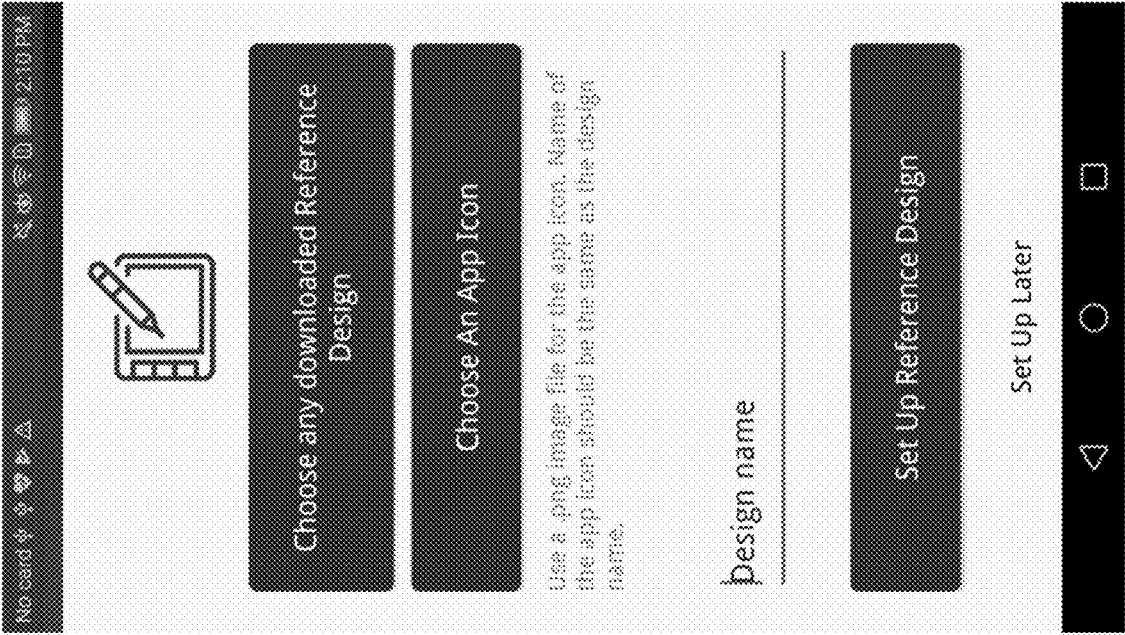 No card 2:10 PM
Choose any downloaded Reference
Design
Choose An App Icon
Use a .png image file for the app icon. Name of
the app icon should be the same as the design
name.
Design name
Set Up Reference Design
Set Up Later